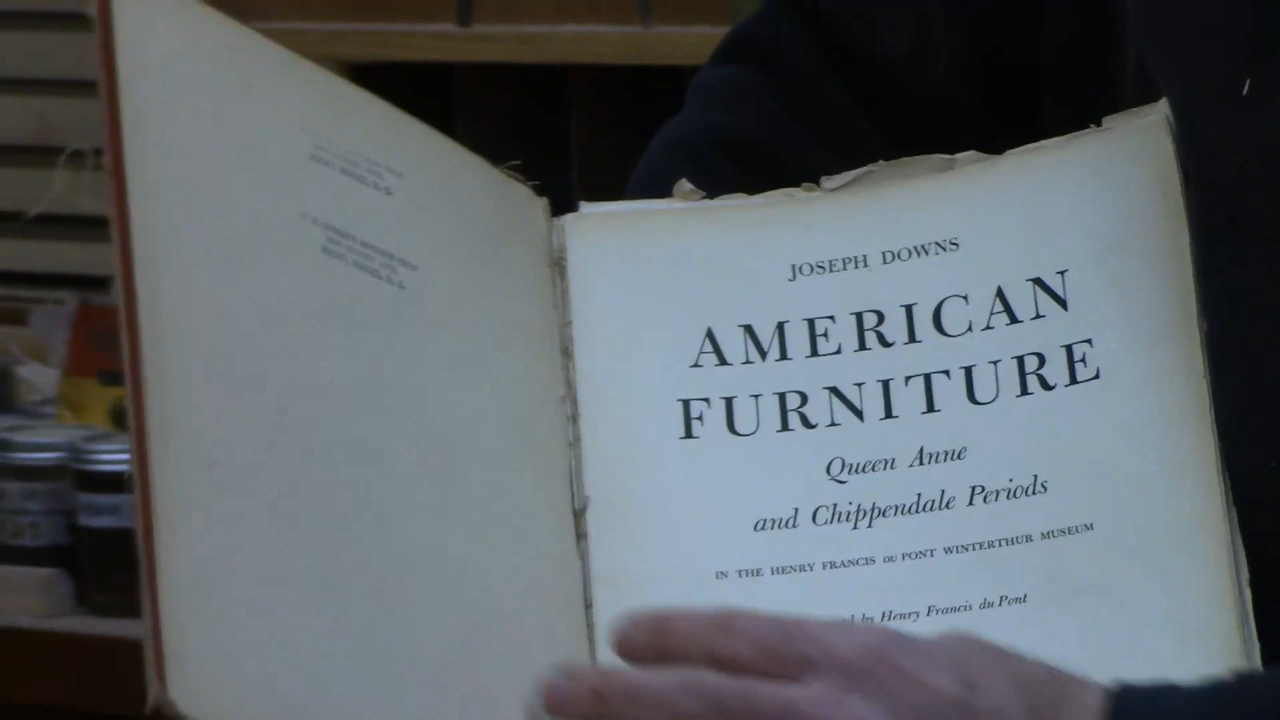 JOSEPH DOWNS
AMERICAN
FURNITURE
Queen Anne
and Chippendale Periods
IN THE HENRY FRANCIS DU PONT WINTERTHUR MUSEUM
by Henry Francis du Pont